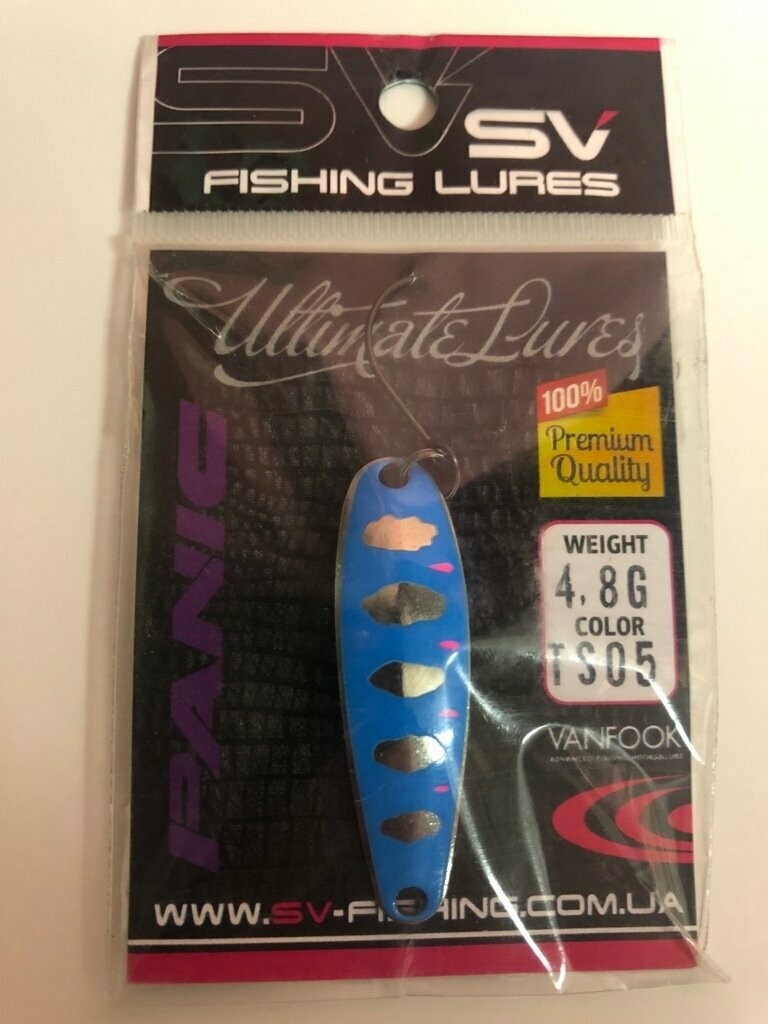 SV
SV
FISHING LURES
Ultimate Lures
100%
Premium
Quality
PANIC
WEIGHT
4.8G
COLOR
TS05
VANFOOK
WWW.SV-FISHING.COM.UA